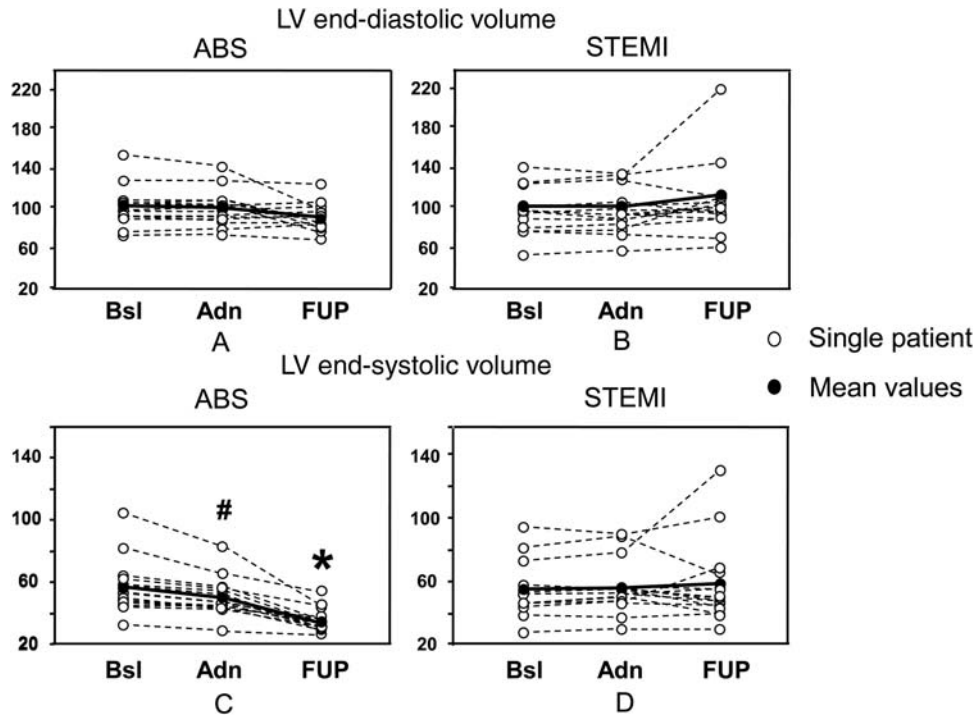 LV end-diastolic volume
ABS
STEMI
220
180
140
100
60
20
220
180
140
100
60
20
Bsl Adn FUP
Bsl Adn FUP
A
B
Single patient
Mean values
LV end-systolic volume
ABS
STEMI
140
100
60
20
140
100
60
20
#
*
Bsl Adn FUP
Bsl Adn FUP
C
D